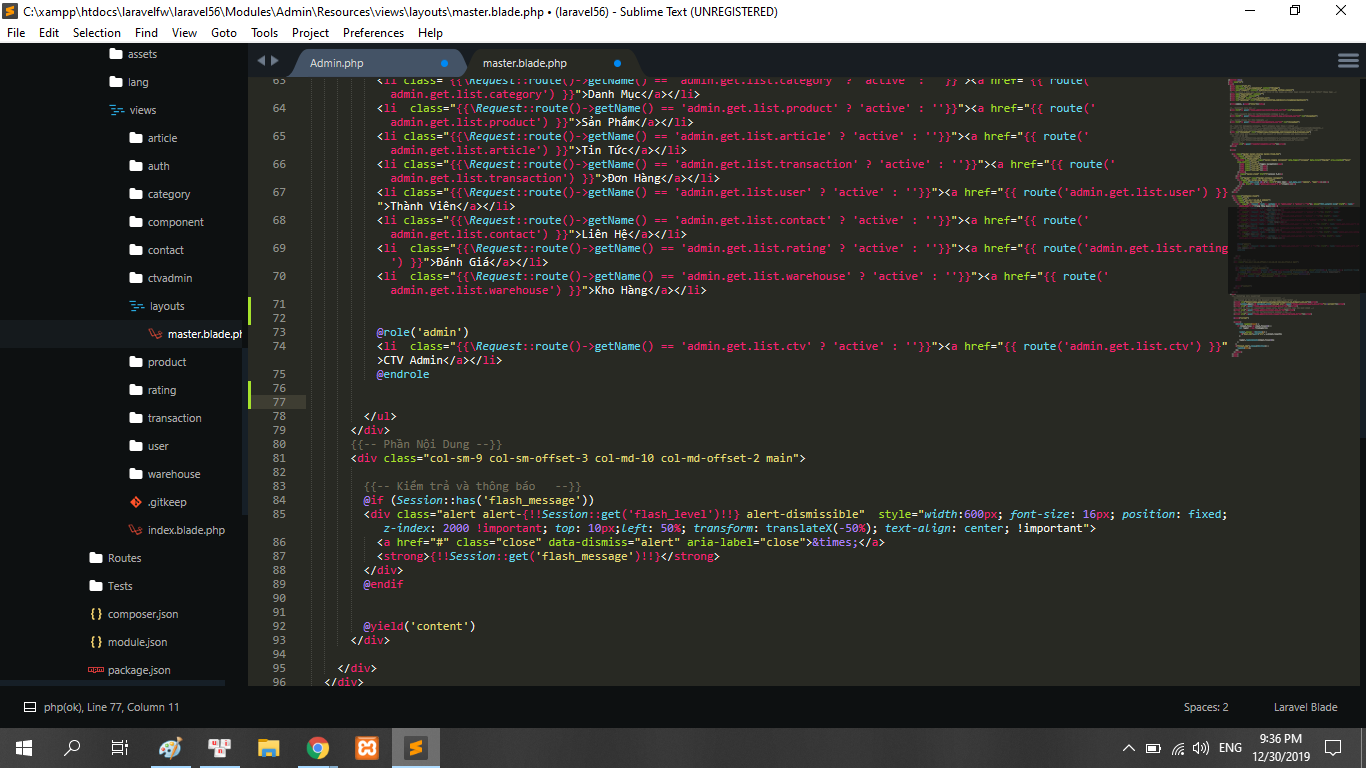 C:\xampp\htdocs\laravelfw\laravel56\Modules\Admin\Resources\views\layouts\master.blade.php • (laravel56) - Sublime Text (UNREGISTERED)
File Edit Selection Find View Goto Tools Project Preferences Help
assets
lang
views
article
auth
category
component
contact
ctvadmin
layouts
master.blade.ph
product
rating
transaction
user
warehouse
.gitkeep
index.blade.php
Routes
Tests
composer.json
module.json
package.json
Admin.php
master.blade.php
63 <li class="{{\Request::route()->getName() == 'admin.get.list.category' ? 'active' : ''}}"><a href="{{ route('
admin.get.list.category') }}">Danh Mục</a></li>
64 <li  class="{{\Request::route()->getName() == 'admin.get.list.product' ? 'active' : ''}}"><a href="{{ route('
admin.get.list.product') }}">Sản Phẩm</a></li>
65 <li class="{{\Request::route()->getName() == 'admin.get.list.article' ? 'active' : ''}}"><a href="{{ route('
admin.get.list.article') }}">Tin Tức</a></li>
66 <li class="{{\Request::route()->getName() == 'admin.get.list.transaction' ? 'active' : ''}}"><a href="{{ route('
admin.get.list.transaction') }}">Đơn Hàng</a></li>
67 <li class="{{\Request::route()->getName() == 'admin.get.list.user' ? 'active' : ''}}"><a href="{{ route('admin.get.list.user') }}
">Thành Viên</a></li>
68 <li class="{{\Request::route()->getName() == 'admin.get.list.contact' ? 'active' : ''}}"><a href="{{ route('
admin.get.list.contact') }}">Liên Hệ</a></li>
69 <li  class="{{\Request::route()->getName() == 'admin.get.list.rating' ? 'active' : ''}}"><a href="{{ route('admin.get.list.rating
') }}">Đánh Giá</a></li>
70 <li  class="{{\Request::route()->getName() == 'admin.get.list.warehouse' ? 'active' : ''}}"><a href="{{ route('
admin.get.list.warehouse') }}">Kho Hàng</a></li>
71
72
73 @role('admin')
74 <li  class="{{\Request::route()->getName() == 'admin.get.list.ctv' ? 'active' : ''}}"><a href="{{ route('admin.get.list.ctv') }}"
>CTV Admin</a></li>
75 @endrole
76
77
78 </ul>
79 </div>
80 {{-- Phần Nội Dung --}}
81 <div class="col-sm-9 col-sm-offset-3 col-md-10 col-md-offset-2 main">
82
83 {{-- Kiểm trả và thông báo   --}}
84 @if (Session::has('flash_message'))
85 <div class="alert alert-{!!Session::get('flash_level')!!} alert-dismissible"  style="width:600px; font-size: 16px; position: fixed;
z-index: 2000 !important; top: 10px;left: 50%; transform: translateX(-50%); text-align: center; !important">
86 <a href="#" class="close" data-dismiss="alert" aria-label="close">&times;</a>
87 <strong>{!!Session::get('flash_message')!!}</strong>
88 </div>
89 @endif
90
91
92 @yield('content')
93 </div>
94
95 </div>
96 </div>
php(ok), Line 77, Column 11
Spaces: 2
Laravel Blade
ENG
9:36 PM
12/30/2019